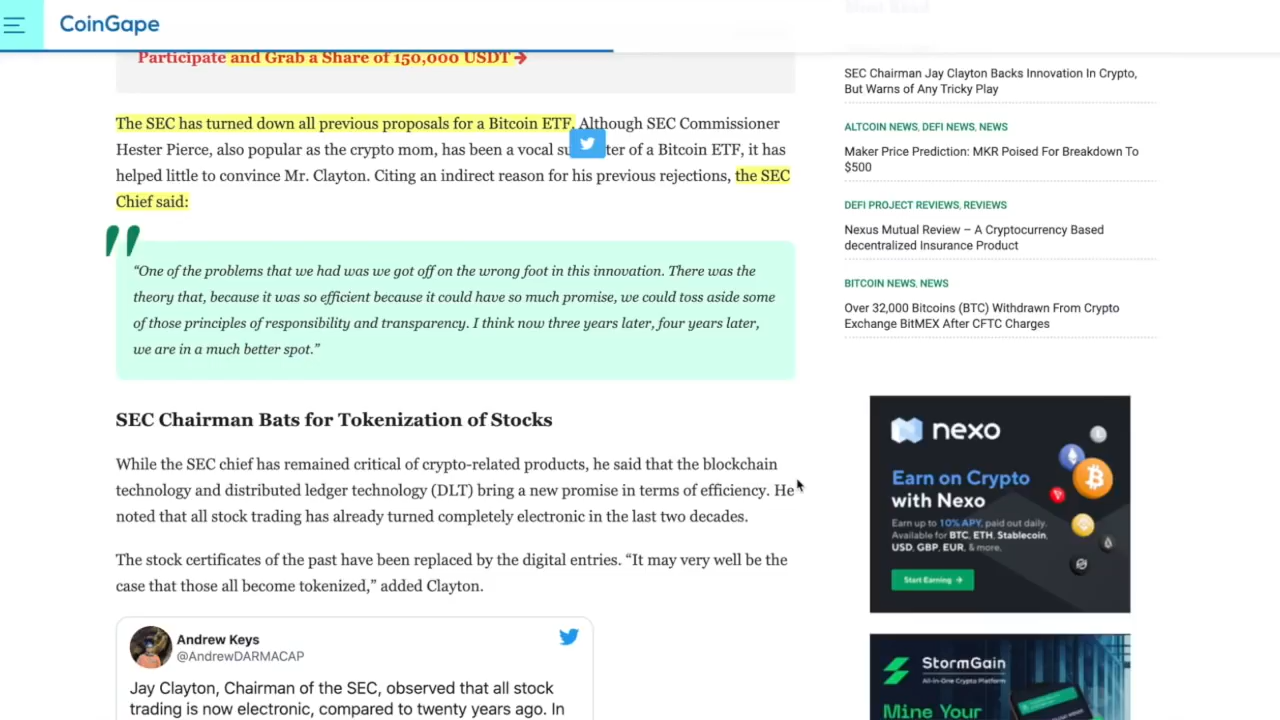 CoinGape
Participate and Grab a Share of 150,000 USDT→
The SEC has turned down all previous proposals for a Bitcoin ETF. Although SEC Commissioner
Hester Pierce, also popular as the crypto mom, has been a vocal su ter of a Bitcoin ETF, it has
helped little to convince Mr. Clayton. Citing an indirect reason for his previous rejections, the SEC
Chief said:
“One of the problems that we had was we got off on the wrong foot in this innovation. There was the
theory that, because it was so efficient because it could have so much promise, we could toss aside some
of those principles of responsibility and transparency. I think now three years later, four years later,
we are in a much better spot.”
SEC Chairman Bats for Tokenization of Stocks
While the SEC chief has remained critical of crypto-related products, he said that the blockchain
technology and distributed ledger technology (DLT) bring a new promise in terms of efficiency. He
noted that all stock trading has already turned completely electronic in the last two decades.
The stock certificates of the past have been replaced by the digital entries. “It may very well be the
case that those all become tokenized,” added Clayton.
Andrew Keys
@AndrewDARMACAP
Jay Clayton, Chairman of the SEC, observed that all stock
trading is now electronic, compared to twenty years ago. In
SEC Chairman Jay Clayton Backs Innovation In Crypto,
But Warns of Any Tricky Play
ALTCOIN NEWS, DEFI NEWS, NEWS
Maker Price Prediction: MKR Poised For Breakdown To
$500
DEFI PROJECT REVIEWS, REVIEWS
Nexus Mutual Review – A Cryptocurrency Based
decentralized Insurance Product
BITCOIN NEWS, NEWS
Over 32,000 Bitcoins (BTC) Withdrawn From Crypto
Exchange BitMEX After CFTC Charges
nexo
Earn on Crypto
with Nexo
Earn up to 10% APY, paid out daily.
Available for BTC, ETH, Stablecoin,
USD, GBP, EUR, & more.
Start Earning →
StormGain
All-in-One Crypto Platform
Mine Your